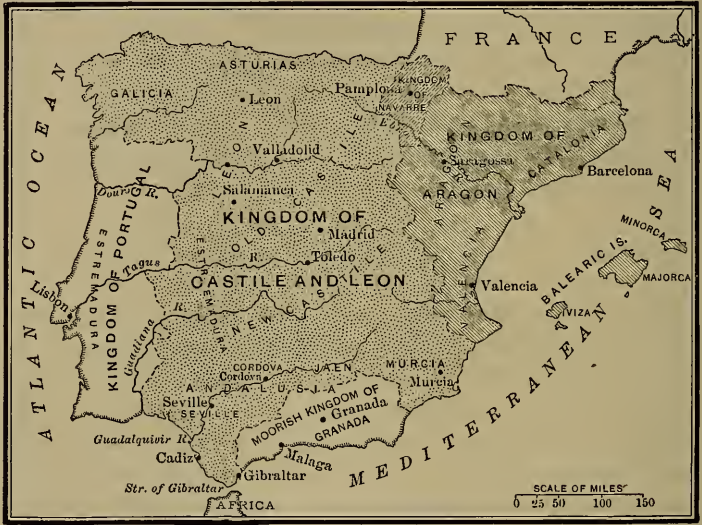 FRANCE
ATLANTIC OCEAN
ASTURIAS
GALICIA
Leon
Pamplona
KINGDOM
OF
NAVARRE
KINGDOM OF
ARAGON
ARAGON
CATALONIA
Saragossa
Barcelona
LEON
Valladolid
OLD CASTILE
Douro R.
Salamanca
KINGDOM OF
CASTILE AND LEON
Madrid
Toledo
Tagus R.
KINGDOM OF PORTUGAL
ESTREMADURA
Lisbon
ESTREMADURA
NEW CASTILE
Guadiana R.
VALENCIA
Valencia
MINORCA
MAJORCA
BALEARIC IS.
IVIZA
MEDITERRANEAN SEA
CORDOVA
Cordova
JAEN
MURCIA
Murcia
ANDALUSIA
Seville
SEVILLE
MOORISH KINGDOM OF
GRANADA
Granada
Guadalquivir R.
Cadiz
Malaga
Gibraltar
Str. of Gibraltar
AFRICA
SCALE OF MILES
0 25 50 100 150